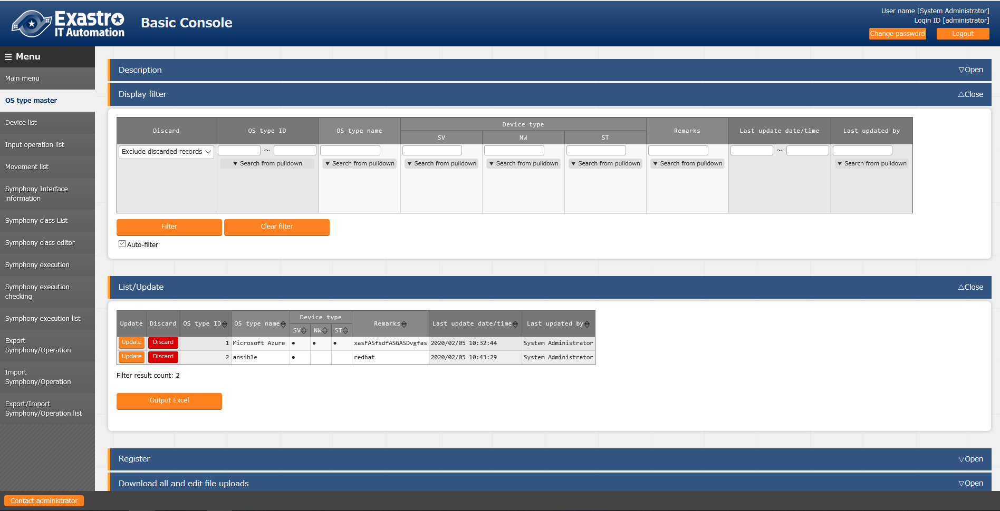 Exastro
IT Automation
Basic Console
User name [System Administrator]
Login ID [administrator]
Change password
Logout
☰ Menu
Main menu
OS type master
Device list
Input operation list
Movement list
Symphony Interface
information
Symphony class List
Symphony class editor
Symphony execution
Symphony execution
checking
Symphony execution list
Export
Symphony/Operation
Import
Symphony/Operation
Export/Import
Symphony/Operation list
Description ▽Open
Display filter △Close
Discard OS type ID OS type name Device type Remarks Last update date/time Last updated by
SV NW ST
Exclude discarded records ～ ～
▼ Search from pulldown ▼ Search from pulldown ▼ Search from pulldown ▼ Search from pulldown ▼ Search from pulldown ▼ Search from pulldown ▼ Search from pulldown
Filter Clear filter
Auto-filter
List/Update △Close
Update Discard OS type ID OS type name Device type Remarks Last update date/time Last updated by
SV NW ST
Update Discard 1 Microsoft Azure ● ● ● xasFASfsdfASGASDvgfas 2020/02/05 10:32:44 System Administrator
Update Discard 2 ansible ● redhat 2020/02/05 10:43:29 System Administrator
Filter result count: 2
Output Excel
Register ▽Open
Download all and edit file uploads ▽Open
Contact administrator